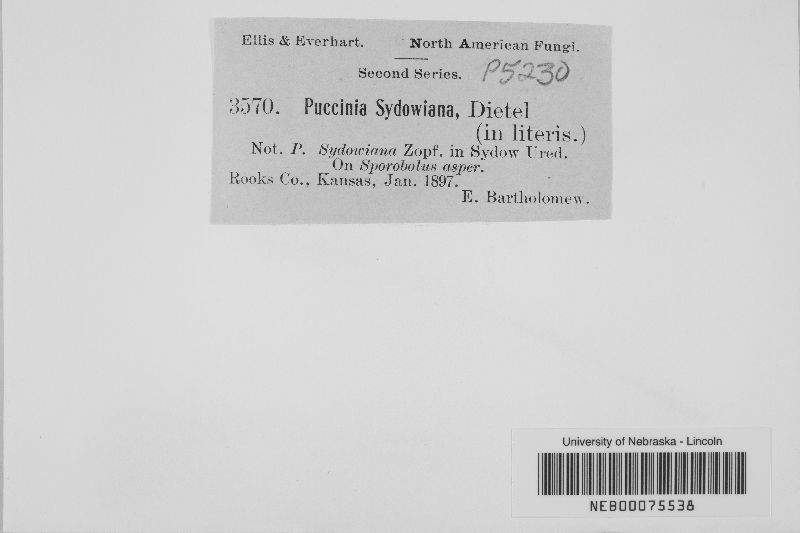 Ellis & Everhart. North American Fungi.
Second Series. P5230
3570. Puccinia Sydowiana, Dietel
(in literis.)
Not. P. Sydowiana Zopf. in Sydow Ured.
On Sporobolus asper.
Rooks Co., Kansas, Jan. 1897.
E. Bartholomew.
University of Nebraska - Lincoln
NEB00075538